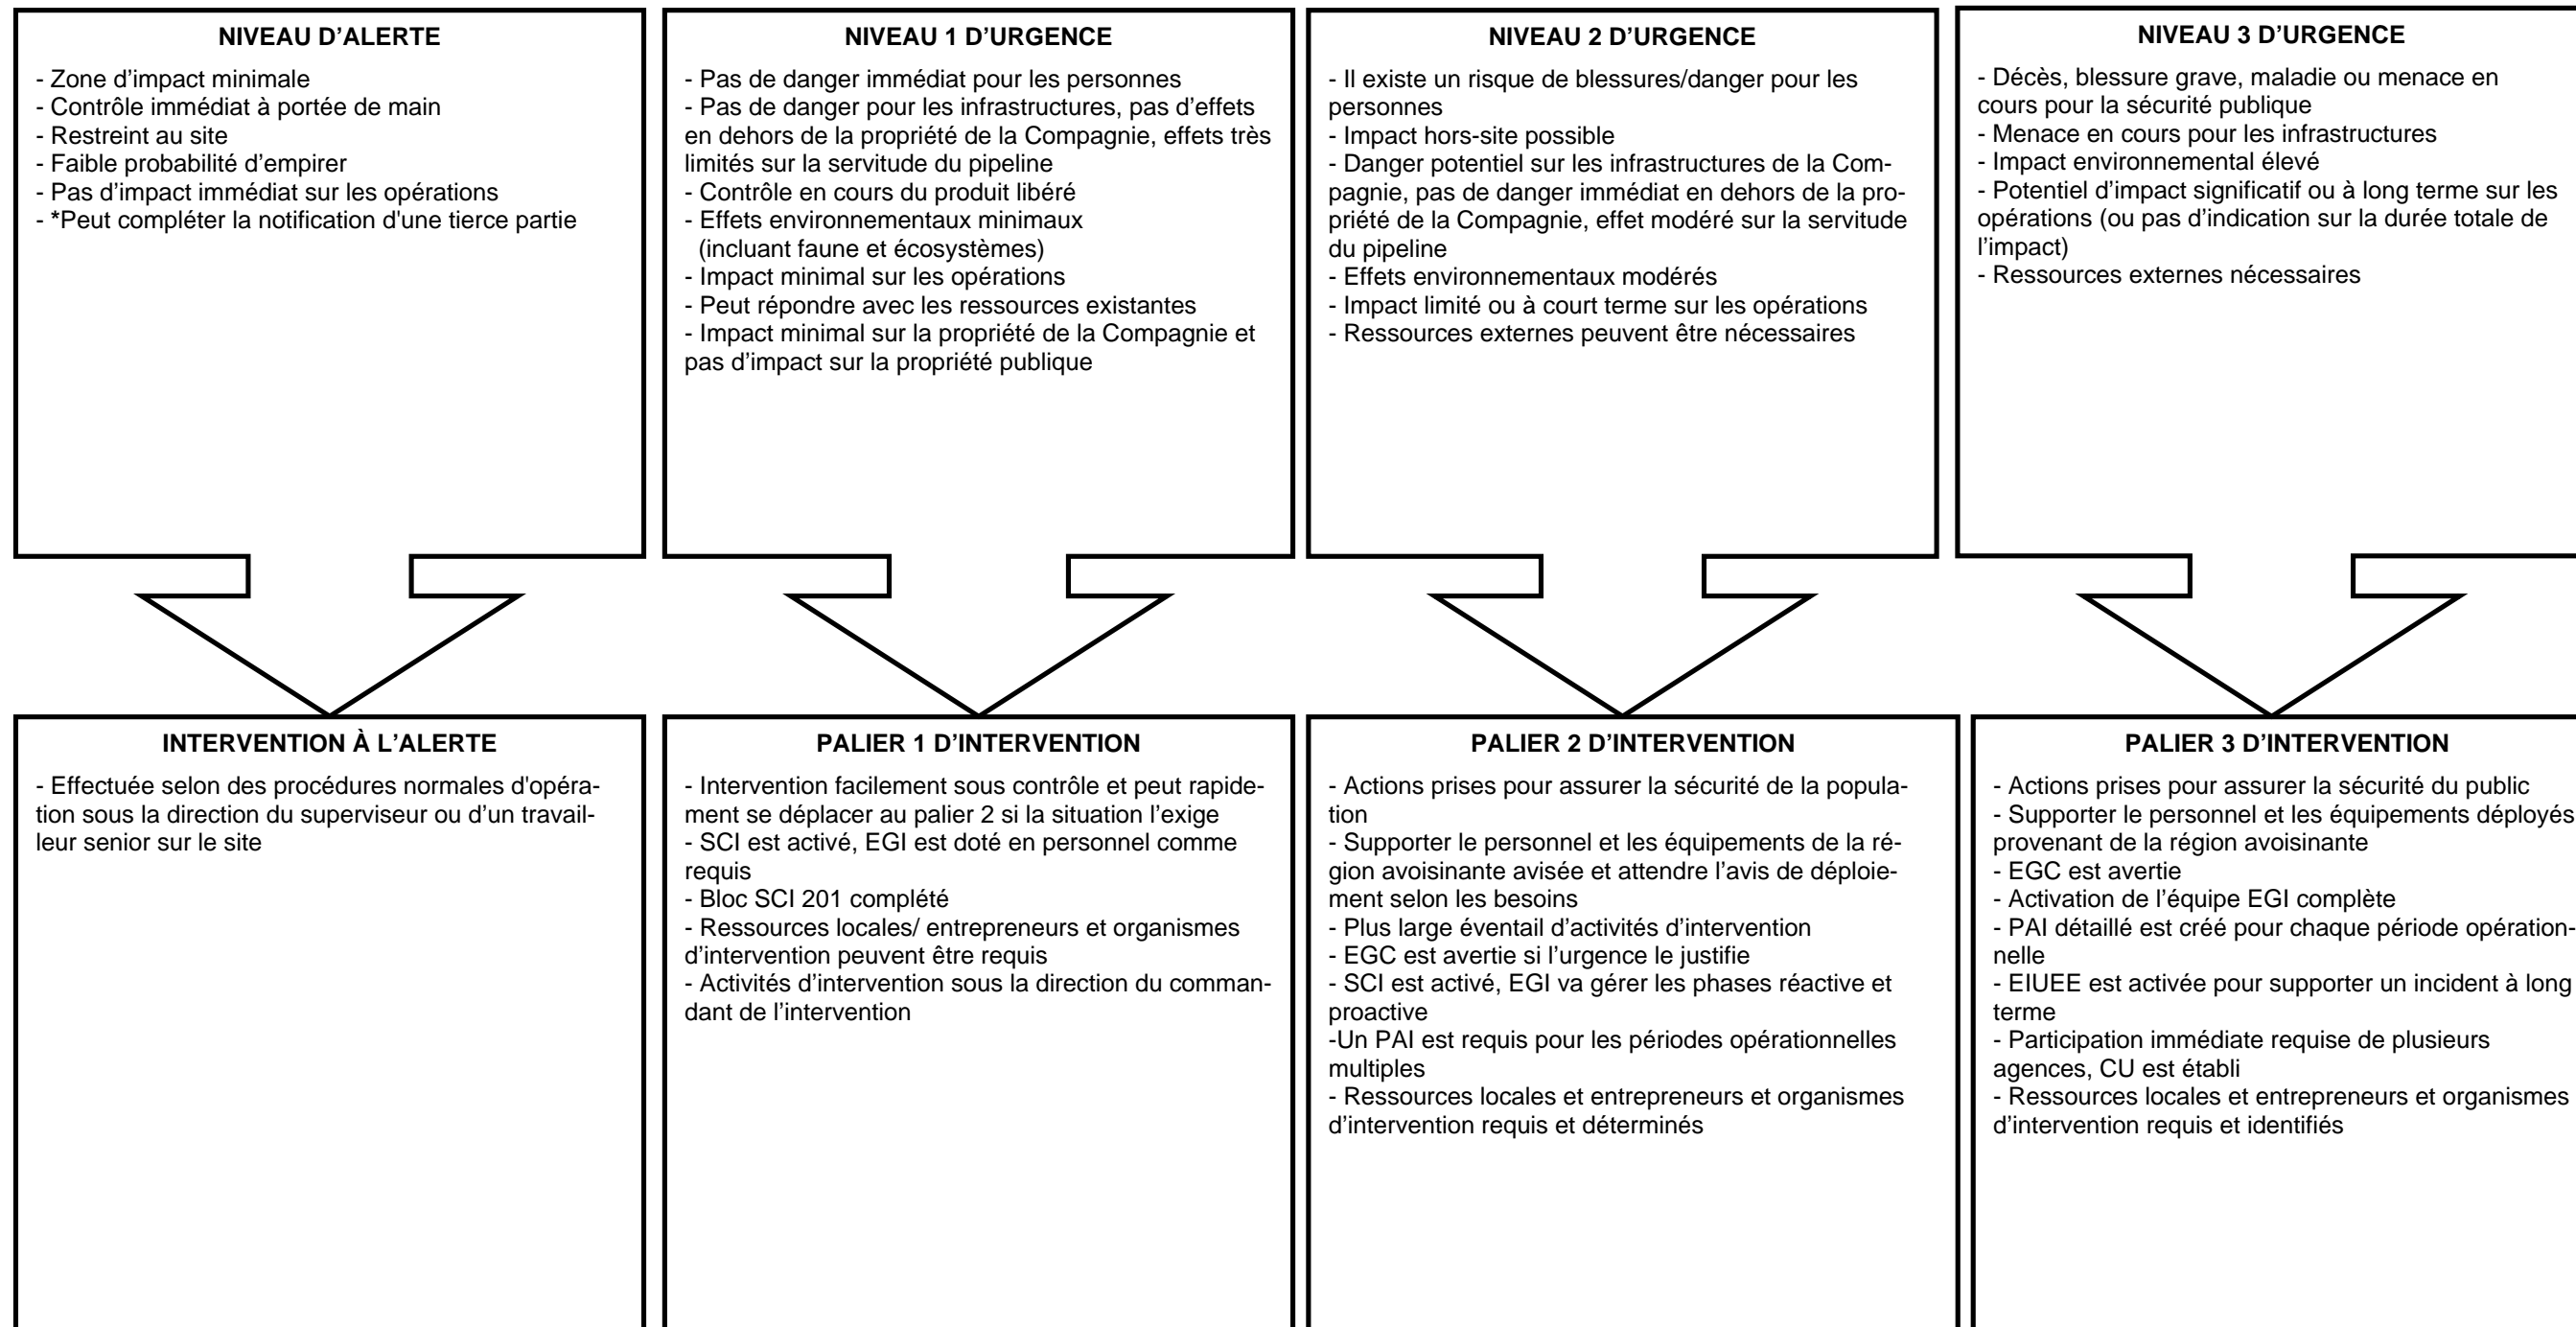 NIVEAU D’ALERTE
- Zone d’impact minimale
- Contrôle immédiat à portée de main
- Restreint au site
- Faible probabilité d’empirer
- Pas d’impact immédiat sur les opérations
- *Peut compléter la notification d'une tierce partie
NIVEAU 1 D’URGENCE
- Pas de danger immédiat pour les personnes
- Pas de danger pour les infrastructures, pas d’effets
en dehors de la propriété de la Compagnie, effets très
limités sur la servitude du pipeline
- Contrôle en cours du produit libéré
- Effets environnementaux minimaux
(incluant faune et écosystèmes)
- Impact minimal sur les opérations
- Peut répondre avec les ressources existantes
- Impact minimal sur la propriété de la Compagnie et
pas d’impact sur la propriété publique
NIVEAU 2 D’URGENCE
- Il existe un risque de blessures/danger pour les
personnes
- Impact hors-site possible
- Danger potentiel sur les infrastructures de la Com-
pagnie, pas de danger immédiat en dehors de la pro-
priété de la Compagnie, effet modéré sur la servitude
du pipeline
- Effets environnementaux modérés
- Impact limité ou à court terme sur les opérations
- Ressources externes peuvent être nécessaires
NIVEAU 3 D’URGENCE
- Décès, blessure grave, maladie ou menace en
cours pour la sécurité publique
- Menace en cours pour les infrastructures
- Impact environnemental élevé
- Potentiel d’impact significatif ou à long terme sur les
opérations (ou pas d’indication sur la durée totale de
l’impact)
- Ressources externes nécessaires
INTERVENTION À L’ALERTE
- Effectuée selon des procédures normales d'opéra-
tion sous la direction du superviseur ou d’un travail-
leur senior sur le site
PALIER 1 D’INTERVENTION
- Intervention facilement sous contrôle et peut rapide-
ment se déplacer au palier 2 si la situation l’exige
- SCI est activé, EGI est doté en personnel comme
requis
- Bloc SCI 201 complété
- Ressources locales/ entrepreneurs et organismes
d’intervention peuvent être requis
- Activités d’intervention sous la direction du comman-
dant de l’intervention
PALIER 2 D’INTERVENTION
- Actions prises pour assurer la sécurité de la popula-
tion
- Supporter le personnel et les équipements de la ré-
gion avoisinante avisée et attendre l’avis de déploie-
ment selon les besoins
- Plus large éventail d’activités d’intervention
- EGC est avertie si l’urgence le justifie
- SCI est activé, EGI va gérer les phases réactive et
proactive
-Un PAI est requis pour les périodes opérationnelles
multiples
- Ressources locales et entrepreneurs et organismes
d’intervention requis et déterminés
PALIER 3 D’INTERVENTION
- Actions prises pour assurer la sécurité du public
- Supporter le personnel et les équipements déployés
provenant de la région avoisinante
- EGC est avertie
- Activation de l’équipe EGI complète
- PAI détaillé est créé pour chaque période opération-
nelle
- EIUEE est activée pour supporter un incident à long
terme
- Participation immédiate requise de plusieurs
agences, CU est établi
- Ressources locales et entrepreneurs et organismes
d’intervention requis et identifiés